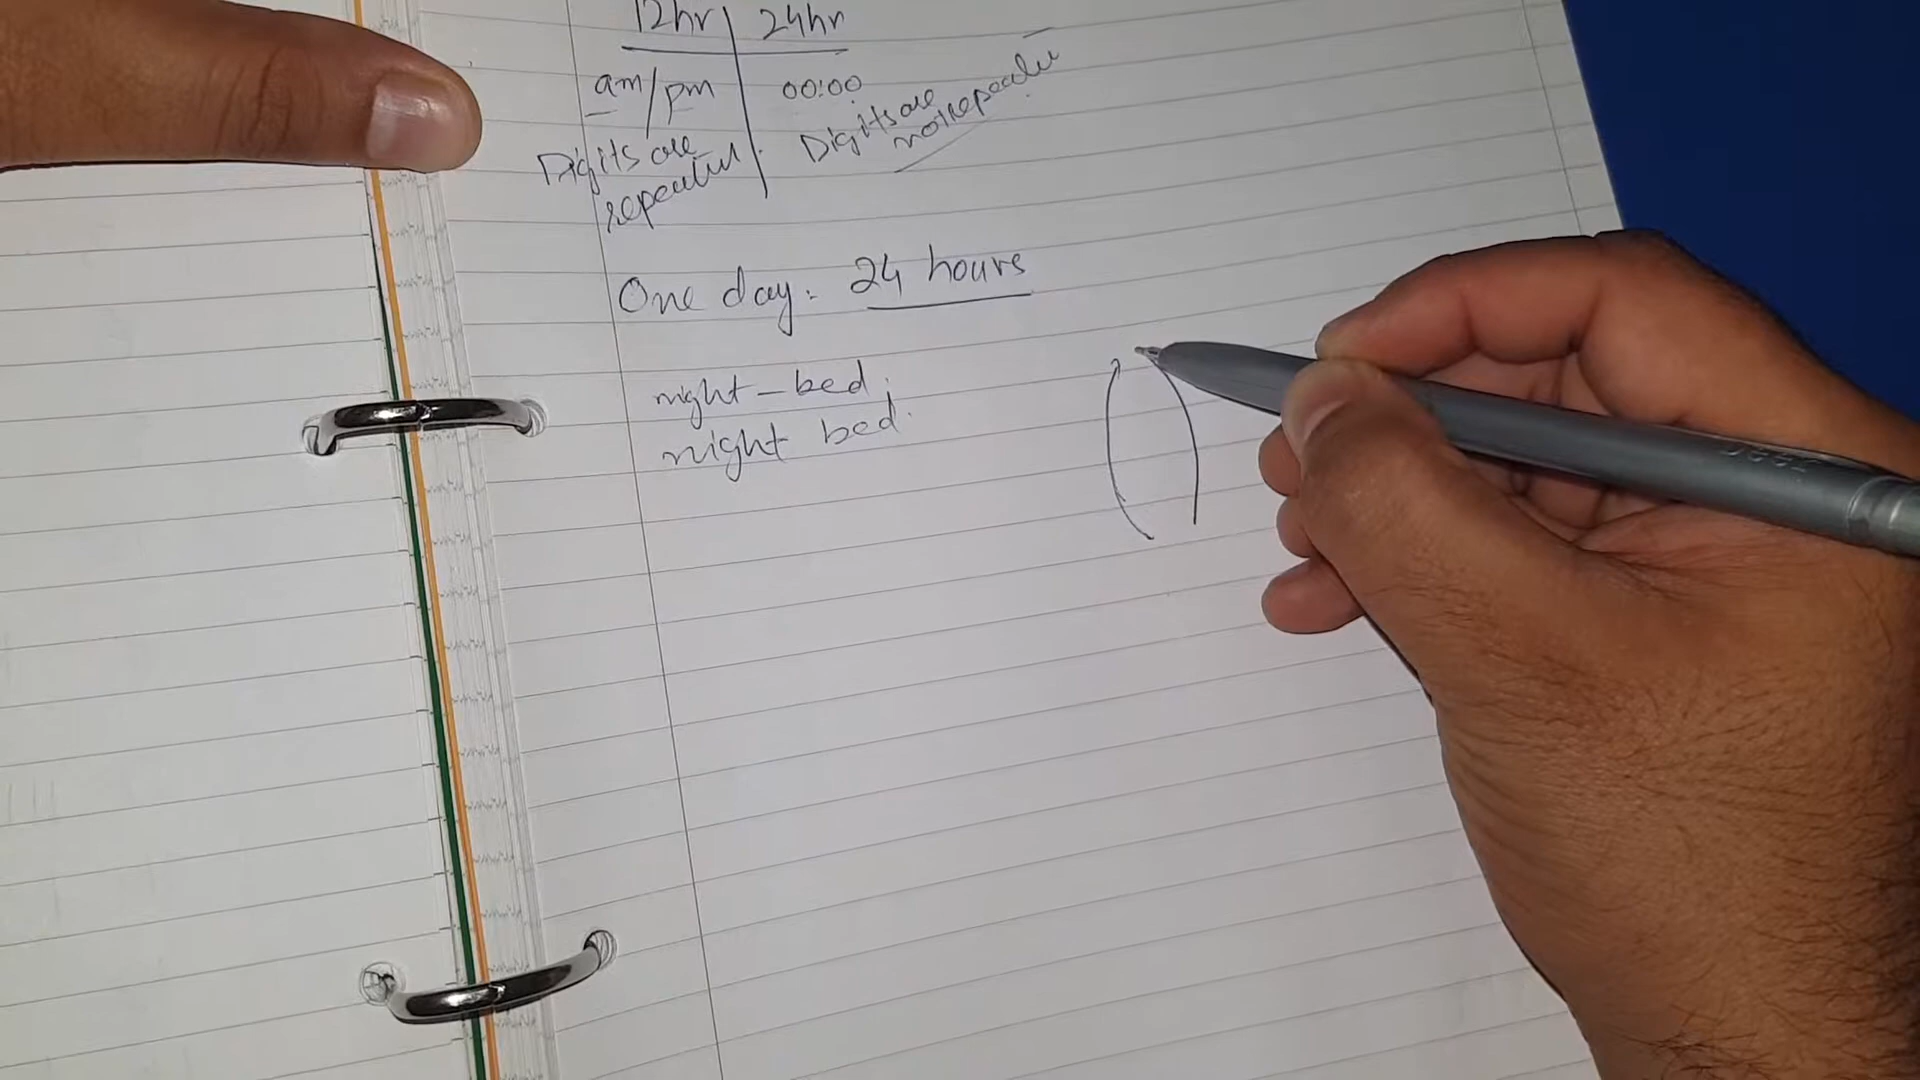 12hr 24hr
am/pm 00:00
Digits are
repeated. Digits are
not repeated
One day: 24 hours
night-bed.
night bed.